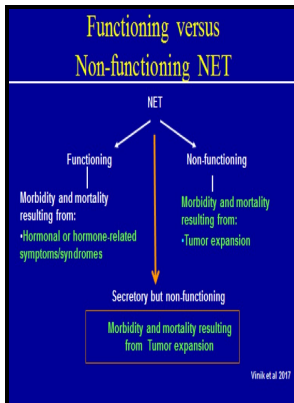 Functioning versus
Non-functioning NET
NET
Functioning
Morbidity and mortality
resulting from:
•Hormonal or hormone-related
symptoms/syndromes
Non-functioning
Morbidity and mortality
resulting from:
•Tumor expansion
Secretory but non-functioning
Morbidity and mortality resulting
from Tumor expansion
Vinik et al 2017